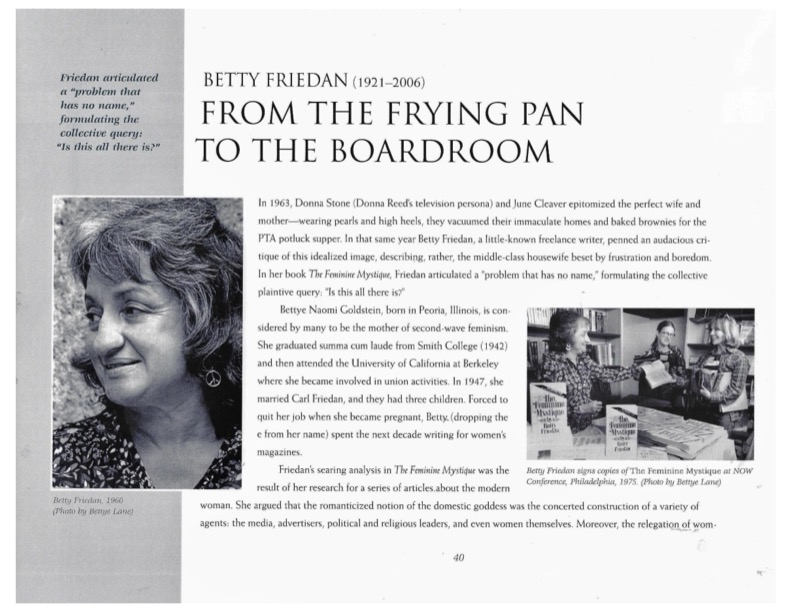 Friedan articulated
a "problem that
has no name,"
formulating the
collective query:
"Is this all there is?"
BETTY FRIEDAN (1921–2006)
FROM THE FRYING PAN
TO THE BOARDROOM
In 1963, Donna Stone (Donna Reed's television persona) and June Cleaver epitomized the perfect wife and
mother—wearing pearls and high heels, they vacuumed their immaculate homes and baked brownies for the
PTA potluck supper. In that same year Betty Friedan, a little-known freelance writer, penned an audacious cri-
tique of this idealized image, describing, rather, the middle-class housewife beset by frustration and boredom.
In her book The Feminine Mystique, Friedan articulated a "problem that has no name," formulating the collective
plaintive query: "Is this all there is?"
Bettye Naomi Goldstein, born in Peoria, Illinois, is con-
sidered by many to be the mother of second-wave feminism.
She graduated summa cum laude from Smith College (1942)
and then attended the University of California at Berkeley
where she became involved in union activities. In 1947, she
married Carl Friedan, and they had three children. Forced to
quit her job when she became pregnant, Betty (dropping the
e from her name) spent the next decade writing for women's
magazines.
Friedan's searing analysis in The Feminine Mystique was the
result of her research for a series of articles about the modern
woman. She argued that the romanticized notion of the domestic goddess was the concerted construction of a variety of
agents: the media, advertisers, political and religious leaders, and even women themselves. Moreover, the relegation of wom-
The
Feminine
Mystique
by
Betty
Friedan
The
Feminine
Mystique
by
Betty
Friedan
Betty Friedan signs copies of The Feminine Mystique at NOW
Conference, Philadelphia, 1975. (Photo by Bettye Lane)
Betty Friedan, 1960
(Photo by Bettye Lane)
40